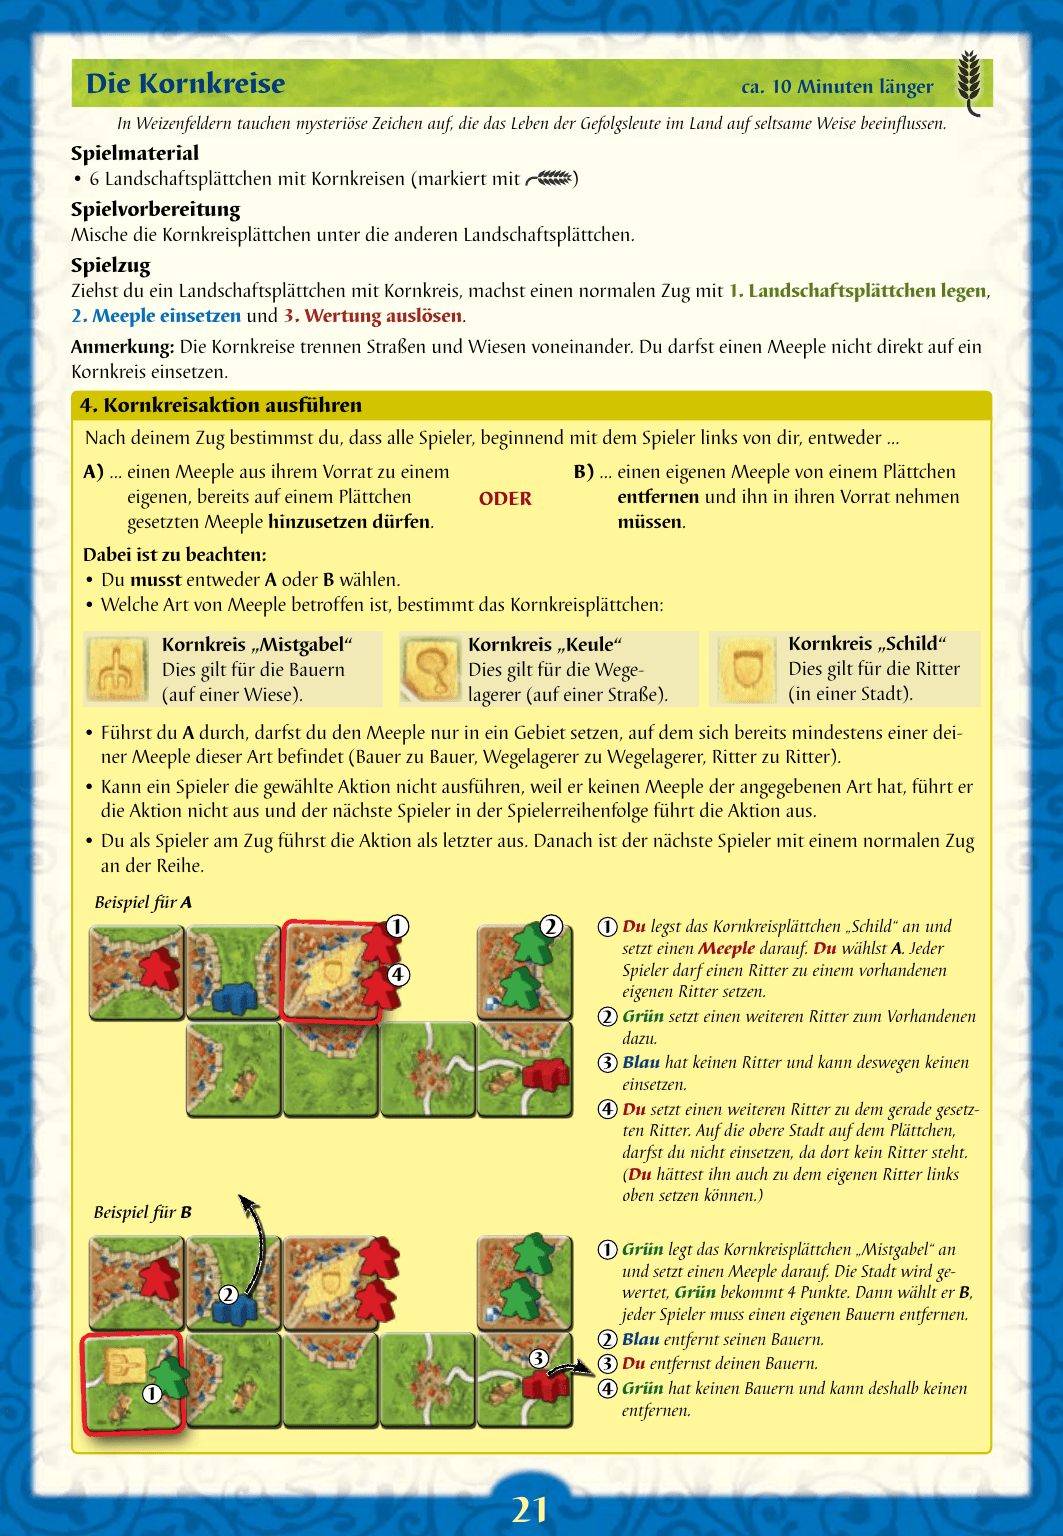 Die Kornkreise
ca. 10 Minuten länger
In Weizenfeldern tauchen mysteriöse Zeichen auf, die das Leben der Gefolgsleute im Land auf seltsame Weise beeinflussen.
Spielmaterial
• 6 Landschaftsplättchen mit Kornkreisen (markiert mit )
Spielvorbereitung
Mische die Kornkreisplättchen unter die anderen Landschaftsplättchen.
Spielzug
Ziehst du ein Landschaftsplättchen mit Kornkreis, machst einen normalen Zug mit 1. Landschaftsplättchen legen,
2. Meeple einsetzen und 3. Wertung auslösen.
Anmerkung: Die Kornkreise trennen Straßen und Wiesen voneinander. Du darfst einen Meeple nicht direkt auf ein
Kornkreis einsetzen.
4. Kornkreisaktion ausführen
Nach deinem Zug bestimmst du, dass alle Spieler, beginnend mit dem Spieler links von dir, entweder ...
A) ... einen Meeple aus ihrem Vorrat zu einem
eigenen, bereits auf einem Plättchen
gesetzten Meeple hinzusetzen dürfen.
ODER
B) ... einen eigenen Meeple von einem Plättchen
entfernen und ihn in ihren Vorrat nehmen
müssen.
Dabei ist zu beachten:
• Du musst entweder A oder B wählen.
• Welche Art von Meeple betroffen ist, bestimmt das Kornkreisplättchen:
Kornkreis „Mistgabel“
Dies gilt für die Bauern
(auf einer Wiese).
Kornkreis „Keule“
Dies gilt für die Wege-
lagerer (auf einer Straße).
Kornkreis „Schild“
Dies gilt für die Ritter
(in einer Stadt).
• Führst du A durch, darfst du den Meeple nur in ein Gebiet setzen, auf dem sich bereits mindestens einer dei-
ner Meeple dieser Art befindet (Bauer zu Bauer, Wegelagerer zu Wegelagerer, Ritter zu Ritter).
• Kann ein Spieler die gewählte Aktion nicht ausführen, weil er keinen Meeple der angegebenen Art hat, führt er
die Aktion nicht aus und der nächste Spieler in der Spielerreihenfolge führt die Aktion aus.
• Du als Spieler am Zug führst die Aktion als letzter aus. Danach ist der nächste Spieler mit einem normalen Zug
an der Reihe.
Beispiel für A
1
2
4
1 Du legst das Kornkreisplättchen „Schild“ an und
setzt einen Meeple darauf. Du wählst A. Jeder
Spieler darf einen Ritter zu einem vorhandenen
eigenen Ritter setzen.
2 Grün setzt einen weiteren Ritter zum Vorhandenen
dazu.
3 Blau hat keinen Ritter und kann deswegen keinen
einsetzen.
4 Du setzt einen weiteren Ritter zu dem gerade gesetz-
ten Ritter. Auf die obere Stadt auf dem Plättchen,
darfst du nicht einsetzen, da dort kein Ritter steht.
(Du hättest ihn auch zu dem eigenen Ritter links
oben setzen können.)
Beispiel für B
2
3
1
1 Grün legt das Kornkreisplättchen „Mistgabel“ an
und setzt einen Meeple darauf. Die Stadt wird ge-
wertet, Grün bekommt 4 Punkte. Dann wählt er B,
jeder Spieler muss einen eigenen Bauern entfernen.
2 Blau entfernt seinen Bauern.
3 Du entfernst deinen Bauern.
4 Grün hat keinen Bauern und kann deshalb keinen
entfernen.
21